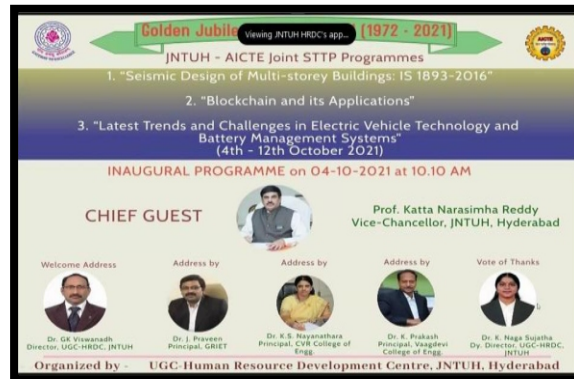 Golden Jubile
Viewing JNTUH HRDC's app...
(1972 - 2021)
JNTUH - AICTE Joint STTP Programmes
1. "Seismic Design of Multi-storey Buildings: IS 1893-2016"
2. "Blockchain and its Applications"
3. "Latest Trends and Challenges in Electric Vehicle Technology and
Battery Management Systems"
(4th - 12th October 2021)
INAUGURAL PROGRAMME on 04-10-2021 at 10.10 AM
CHIEF GUEST
Prof. Katta Narasimha Reddy
Vice-Chancellor, JNTUH, Hyderabad
Welcome Address
Dr. GK Viswanadh
Director, UGC-HRDC, JNTUH
Address by
Dr. J. Praveen
Principal, GRIET
Address by
Dr. K.S. Nayanathara
Principal, CVR College of
Engg.
Address by
Dr. K. Prakash
Principal, Vaagdevi
College of Engg.
Vote of Thanks
Dr. K. Naga Sujatha
Dy. Director, UGC-HRDC,
JNTUH
Organized by - UGC-Human Resource Development Centre, JNTUH, Hyderabad
AICTE